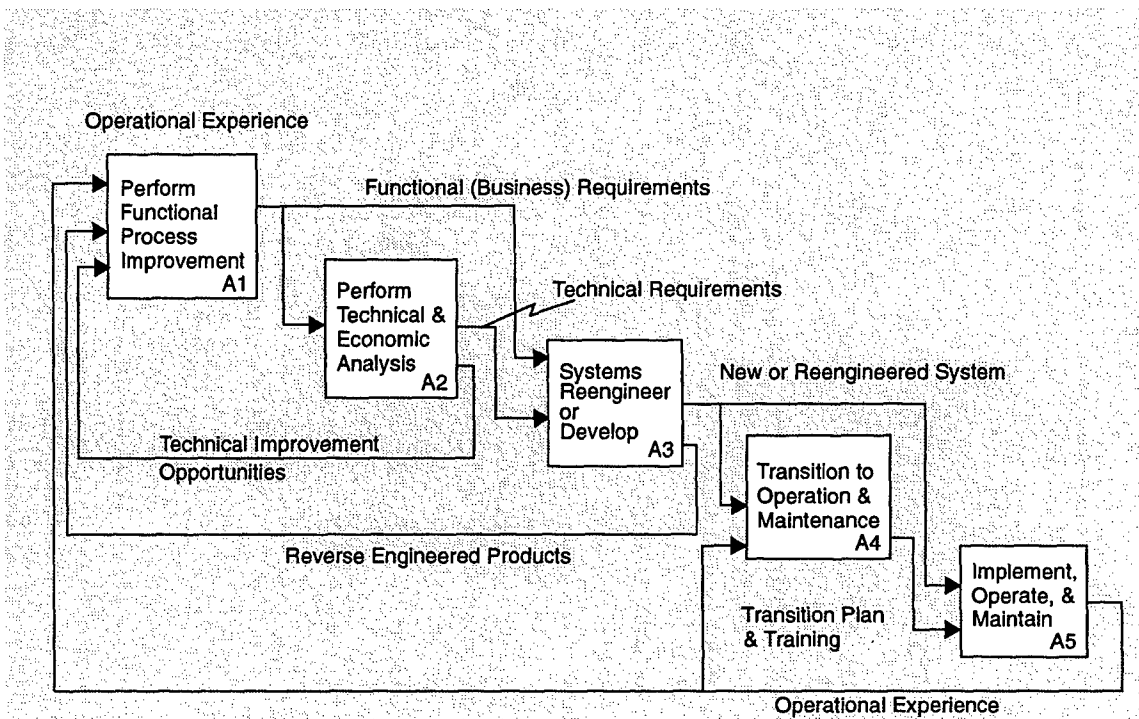 Operational Experience
Perform
Functional
Process
Improvement
A1
Functional (Business) Requirements
Perform
Technical &
Economic
Analysis
A2
Technical Requirements
Systems
Reengineer
or
Develop
A3
New or Reengineered System
Technical Improvement
Opportunities
Transition to
Operation &
Maintenance
A4
Reverse Engineered Products
Implement,
Operate, &
Maintain
A5
Transition Plan
& Training
Operational Experience